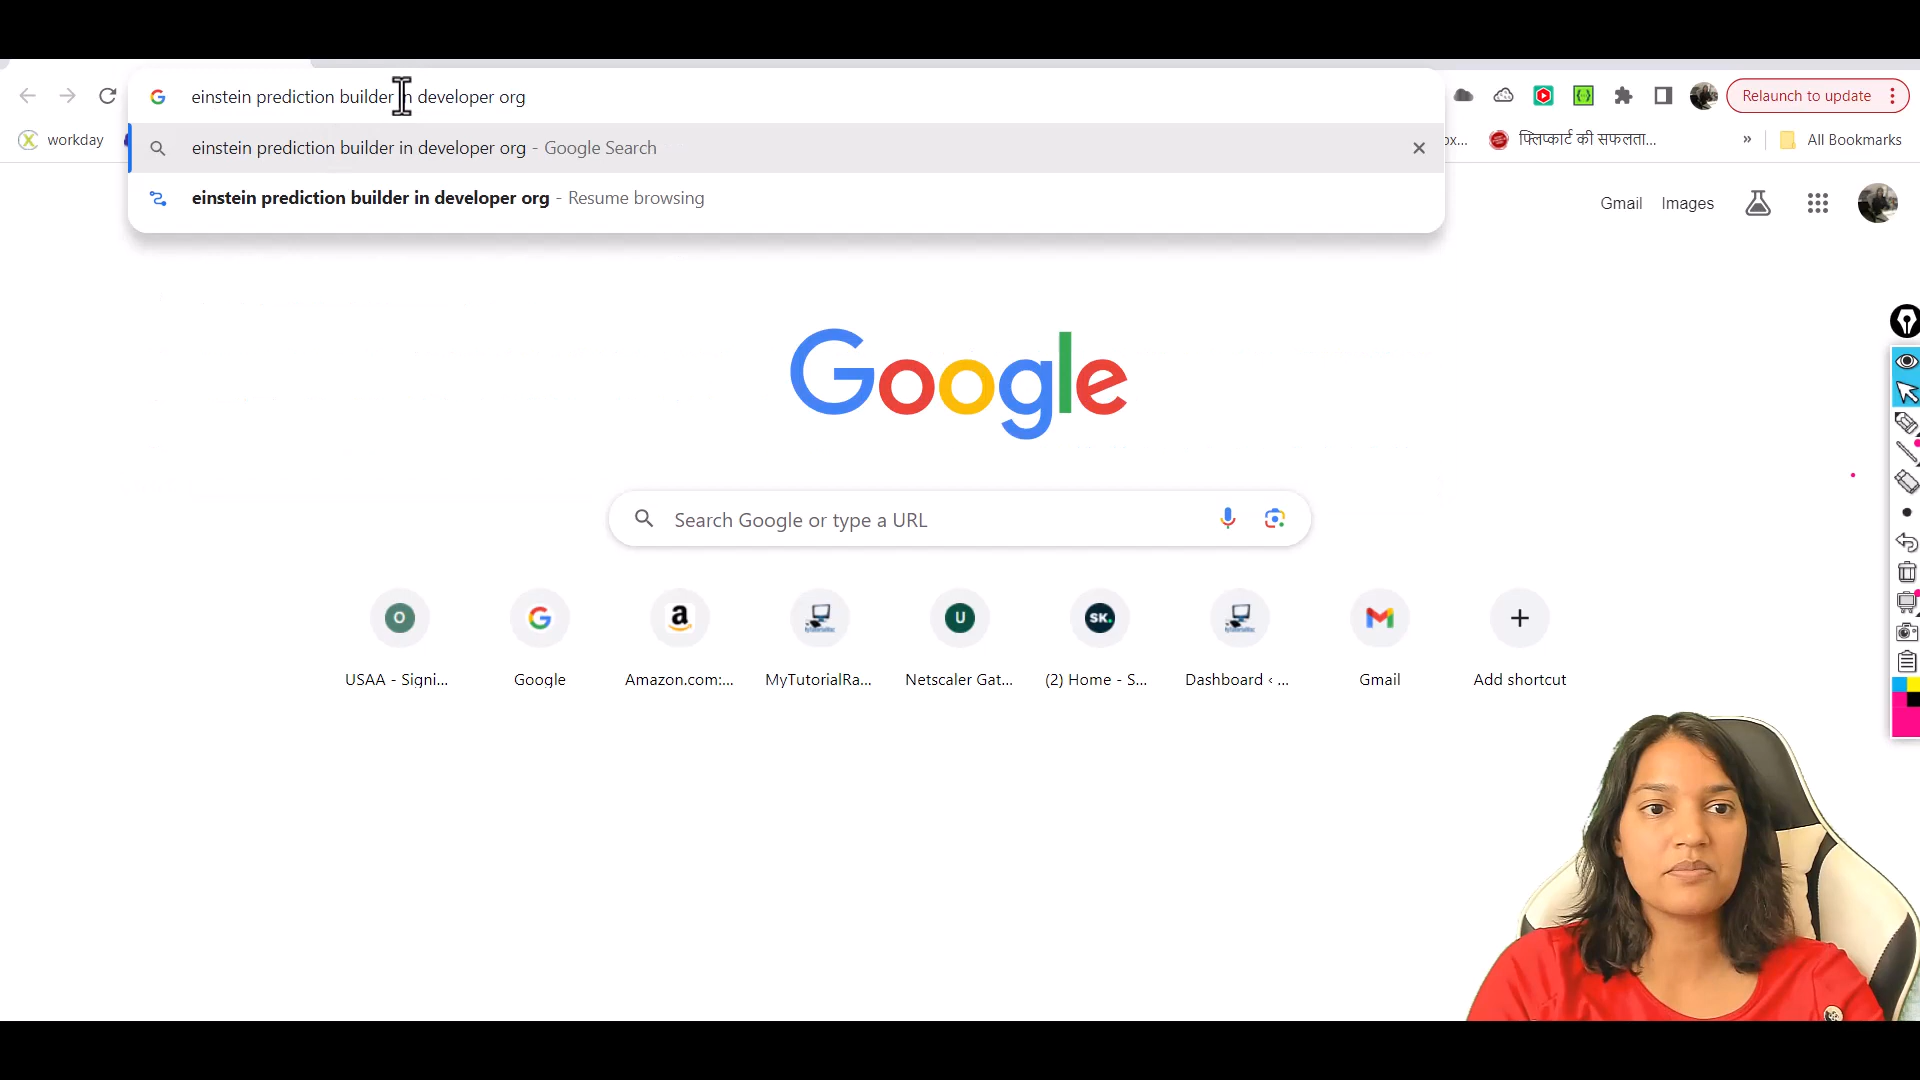 einstein prediction builder in developer org
Relaunch to update
einstein prediction builder in developer org - Google Search
einstein prediction builder in developer org - Resume browsing
workday
ox...
फ्लिप्कार्ट की सफलता...
»
All Bookmarks
Gmail
Images
Google
Search Google or type a URL
O
U
SK.
USAA - Signi...
Google
Amazon.com:...
MyTutorialRa...
Netscaler Gat...
(2) Home - S...
Dashboard ‹ ...
Gmail
Add shortcut